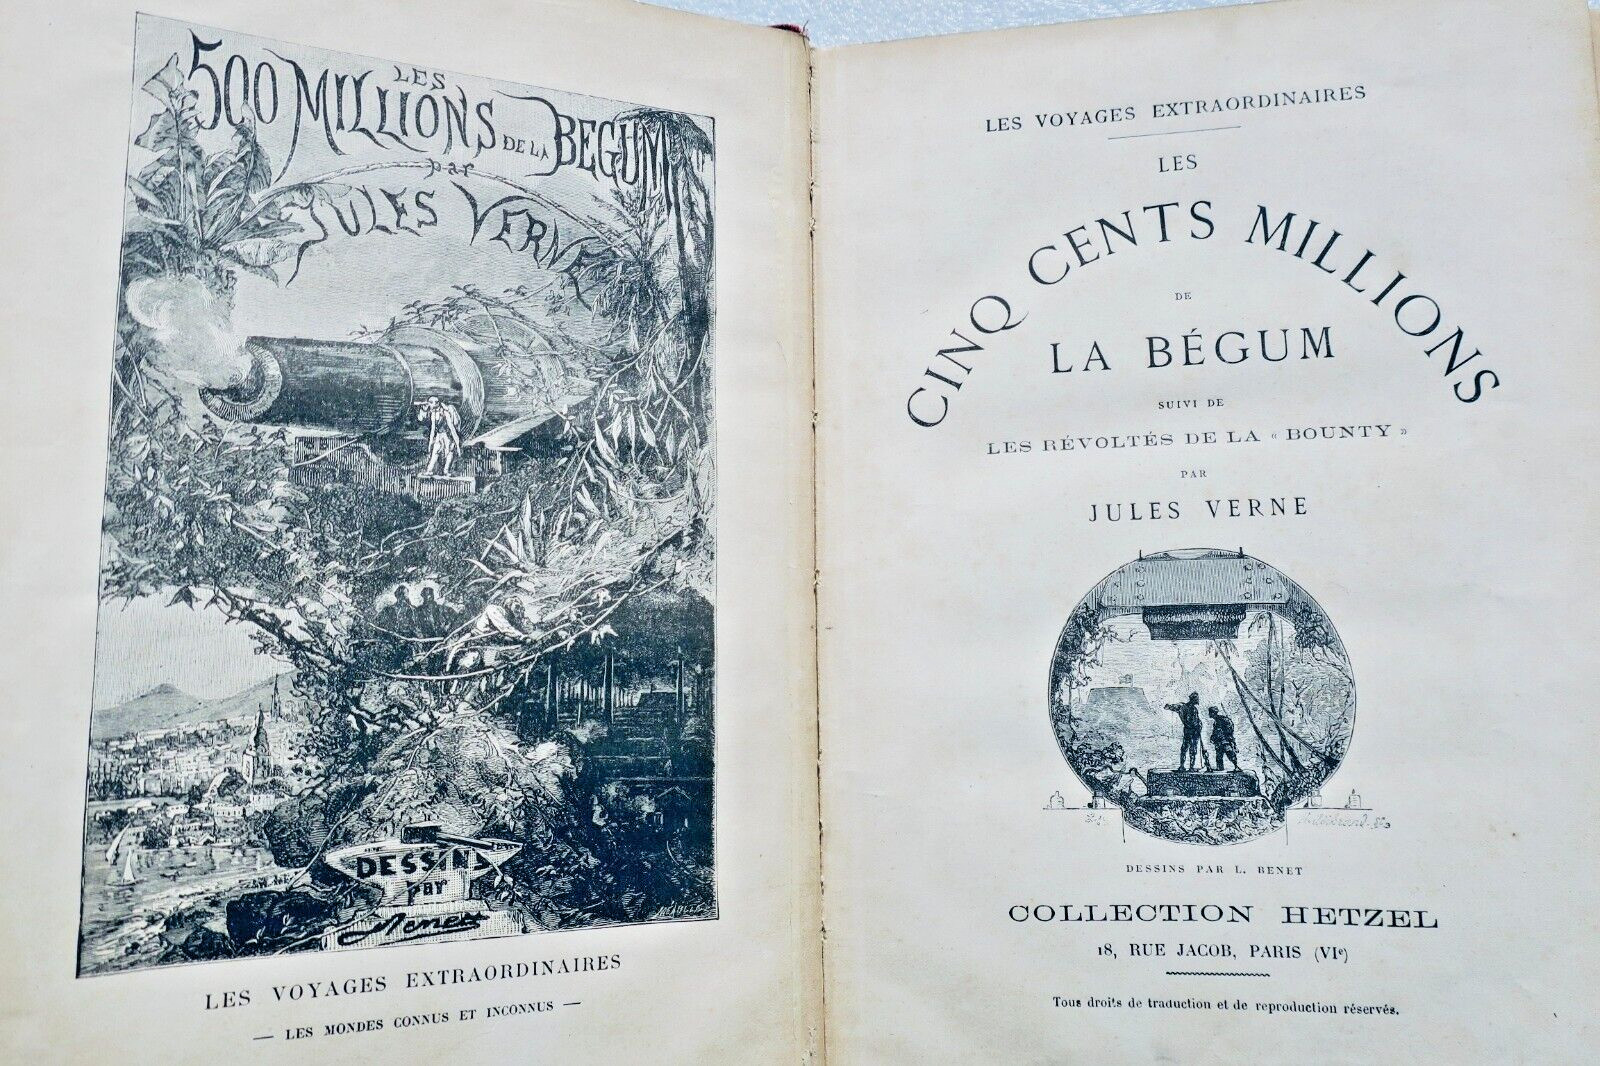 LES
500 MILLIONS DE LA BEGUM
par
JULES VERNE
DESSIN
PAR
Benett
LES VOYAGES EXTRAORDINAIRES
— LES MONDES CONNUS ET INCONNUS —
LES VOYAGES EXTRAORDINAIRES
LES
CINQ CENTS MILLIONS
DE
LA BÉGUM
SUIVI DE
LES RÉVOLTÉS DE LA « BOUNTY »
PAR
JULES VERNE
DESSINS PAR L. BENET
COLLECTION HETZEL
18, RUE JACOB, PARIS (VIe)
Tous droits de traduction et de reproduction réservés.